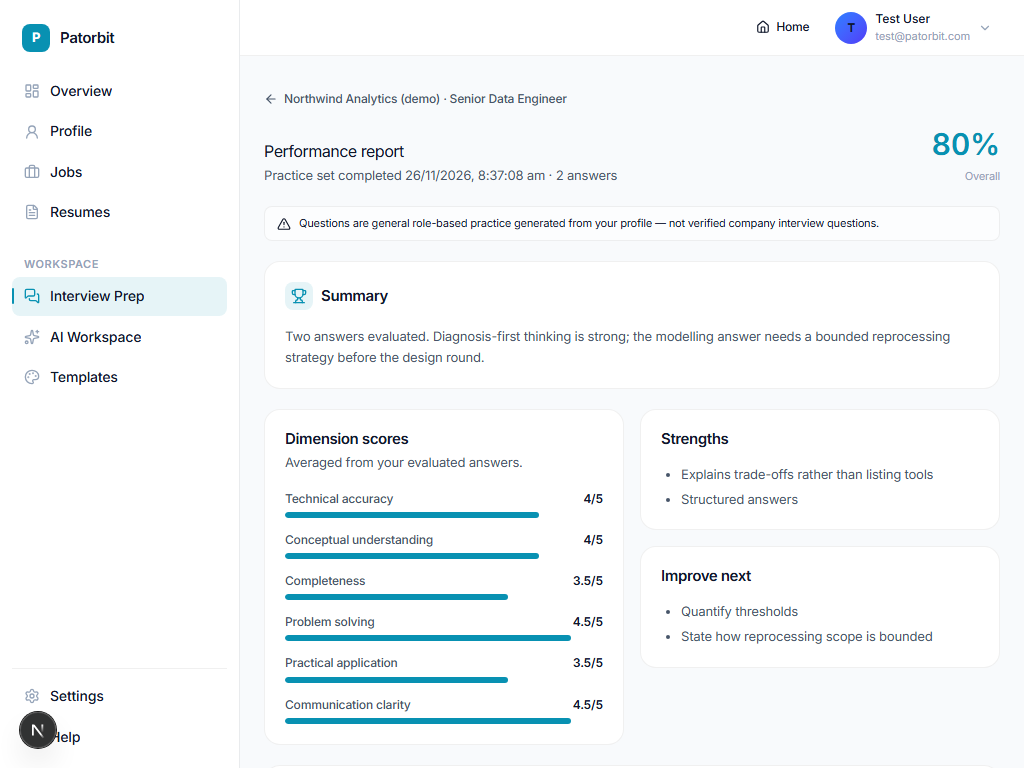 P Patorbit
Home
T
Test User
test@patorbit.com
Overview
Profile
Jobs
Resumes
WORKSPACE
Interview Prep
AI Workspace
Templates
Settings
N
Help
Northwind Analytics (demo) · Senior Data Engineer
Performance report
Practice set completed 26/11/2026, 8:37:08 am · 2 answers
80%
Overall
Questions are general role-based practice generated from your profile — not verified company interview questions.
Summary
Two answers evaluated. Diagnosis-first thinking is strong; the modelling answer needs a bounded reprocessing
strategy before the design round.
Dimension scores
Averaged from your evaluated answers.
Technical accuracy 4/5
Conceptual understanding 4/5
Completeness 3.5/5
Problem solving 4.5/5
Practical application 3.5/5
Communication clarity 4.5/5
Strengths
• Explains trade-offs rather than listing tools
• Structured answers
Improve next
• Quantify thresholds
• State how reprocessing scope is bounded